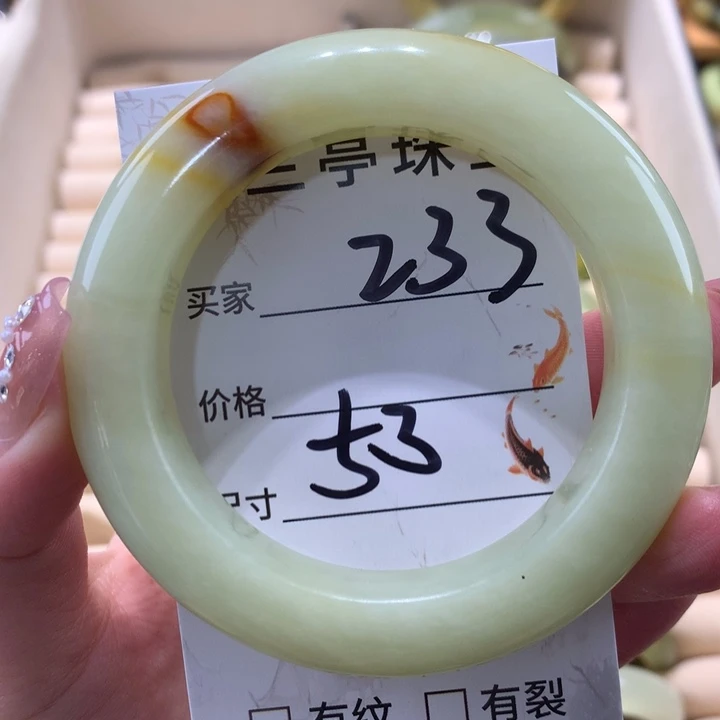 亭珠
买家 233
价格
寸 53
有纹 有裂